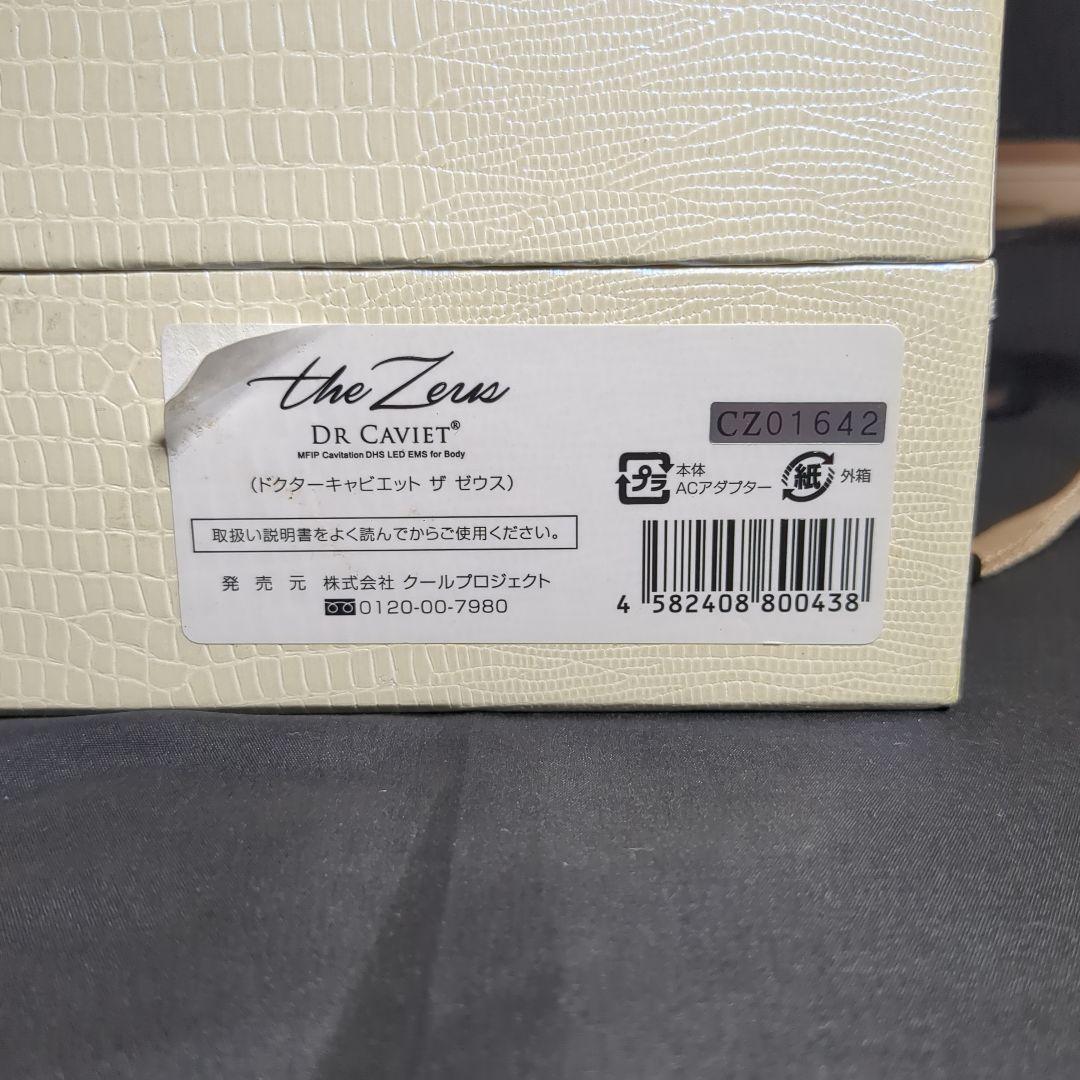 the Zeus
DR CAVIET®
MFIP Cavitation DHS LED EMS for Body
(ドクターキャビエット ザ ゼウス)
取扱い説明書をよく読んでからご使用ください。
発売元 株式会社 クールプロジェクト
0120-00-7980
CZ01642
プラ 本体
ACアダプター
紙 外箱
4 582408 800438